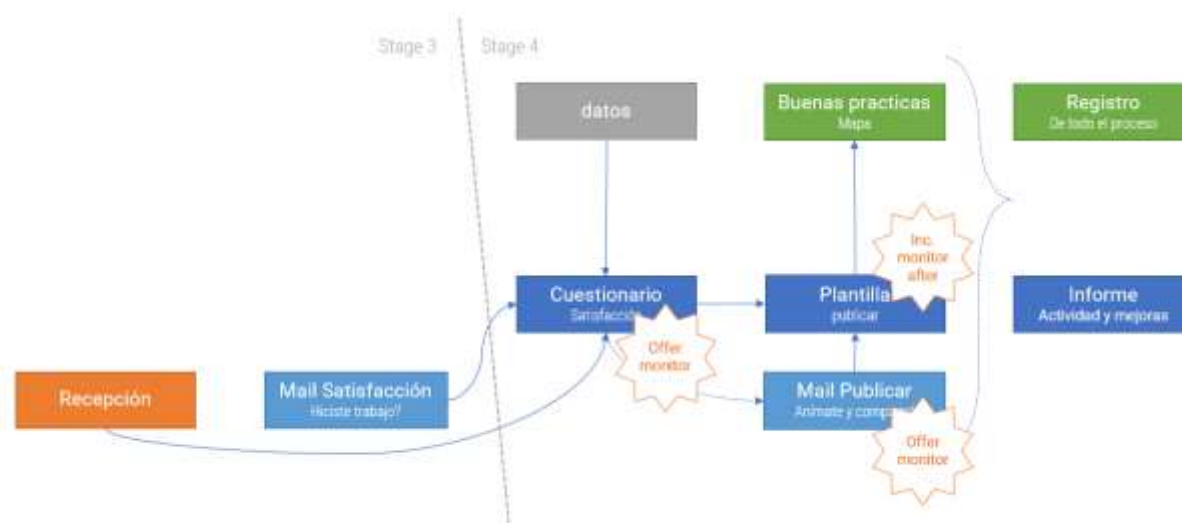 Stage 3
Stage 4
datos
Buenas practicas
Mapa
Registro
De todo el proceso
Inc.
monitor
after
Cuestionario
Satisfacción
Plantilla
publicar
Informe
Actividad y mejoras
Offer
monitor
Recepción
Mail Satisfacción
Hiciste trabajo?
Mail Publicar
Anímate y
Offer
monitor